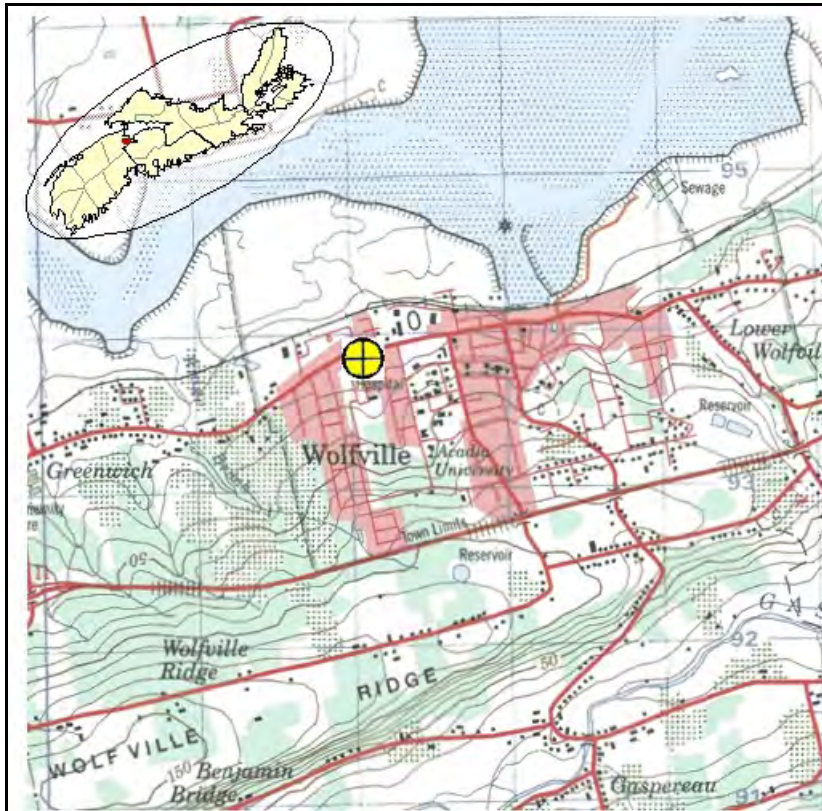 95
Sewage
Lower
Hospital
Reservoir
Wolfville
Acadia
University
Greenwich
93
Town Limits
50
Reservoir
92
Wolfville
Ridge
50
RIDGE
WOLFVILLE
150
Benjamin
Bridge
Gaspereau
91